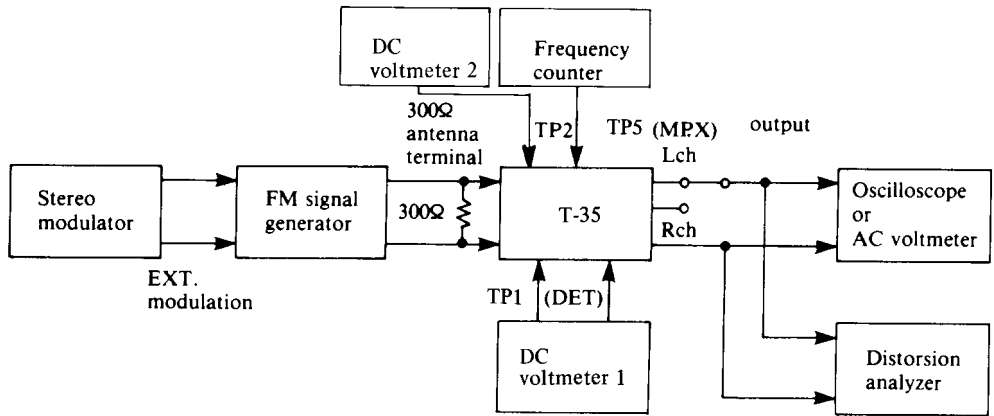 DC
voltmeter 2
Frequency
counter
300Ω
antenna
terminal
TP2
TP5 (MP.X) output
Lch
Stereo
modulator
FM signal
generator
300Ω
T-35
Rch
Oscilloscope
or
AC voltmeter
EXT.
modulation
TP1 (DET)
DC
voltmeter 1
Distorsion
analyzer